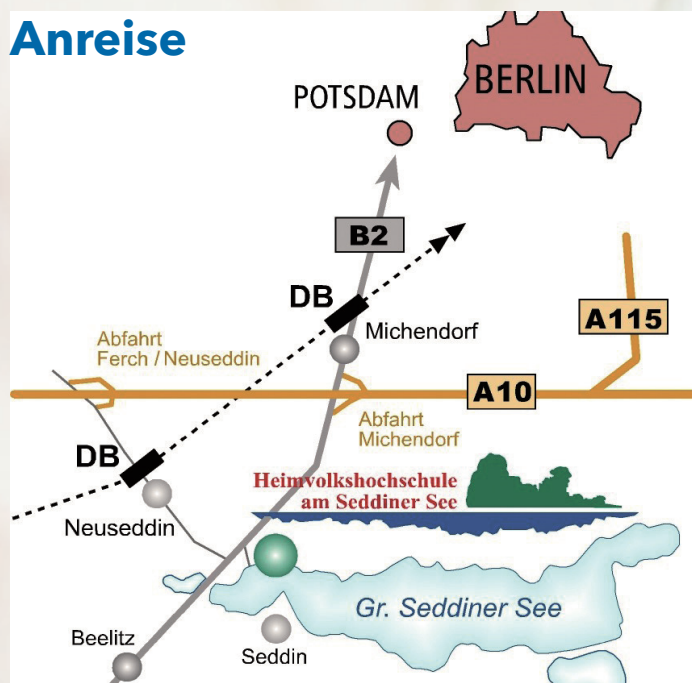 Anreise
BERLIN
POTSDAM
B2
DB
Michendorf
A115
Abfahrt
Ferch / Neuseddin
A10
Abfahrt
Michendorf
DB
Neuseddin
Heimvolkshochschule
am Seddiner See
Gr. Seddiner See
Seddin
Beelitz